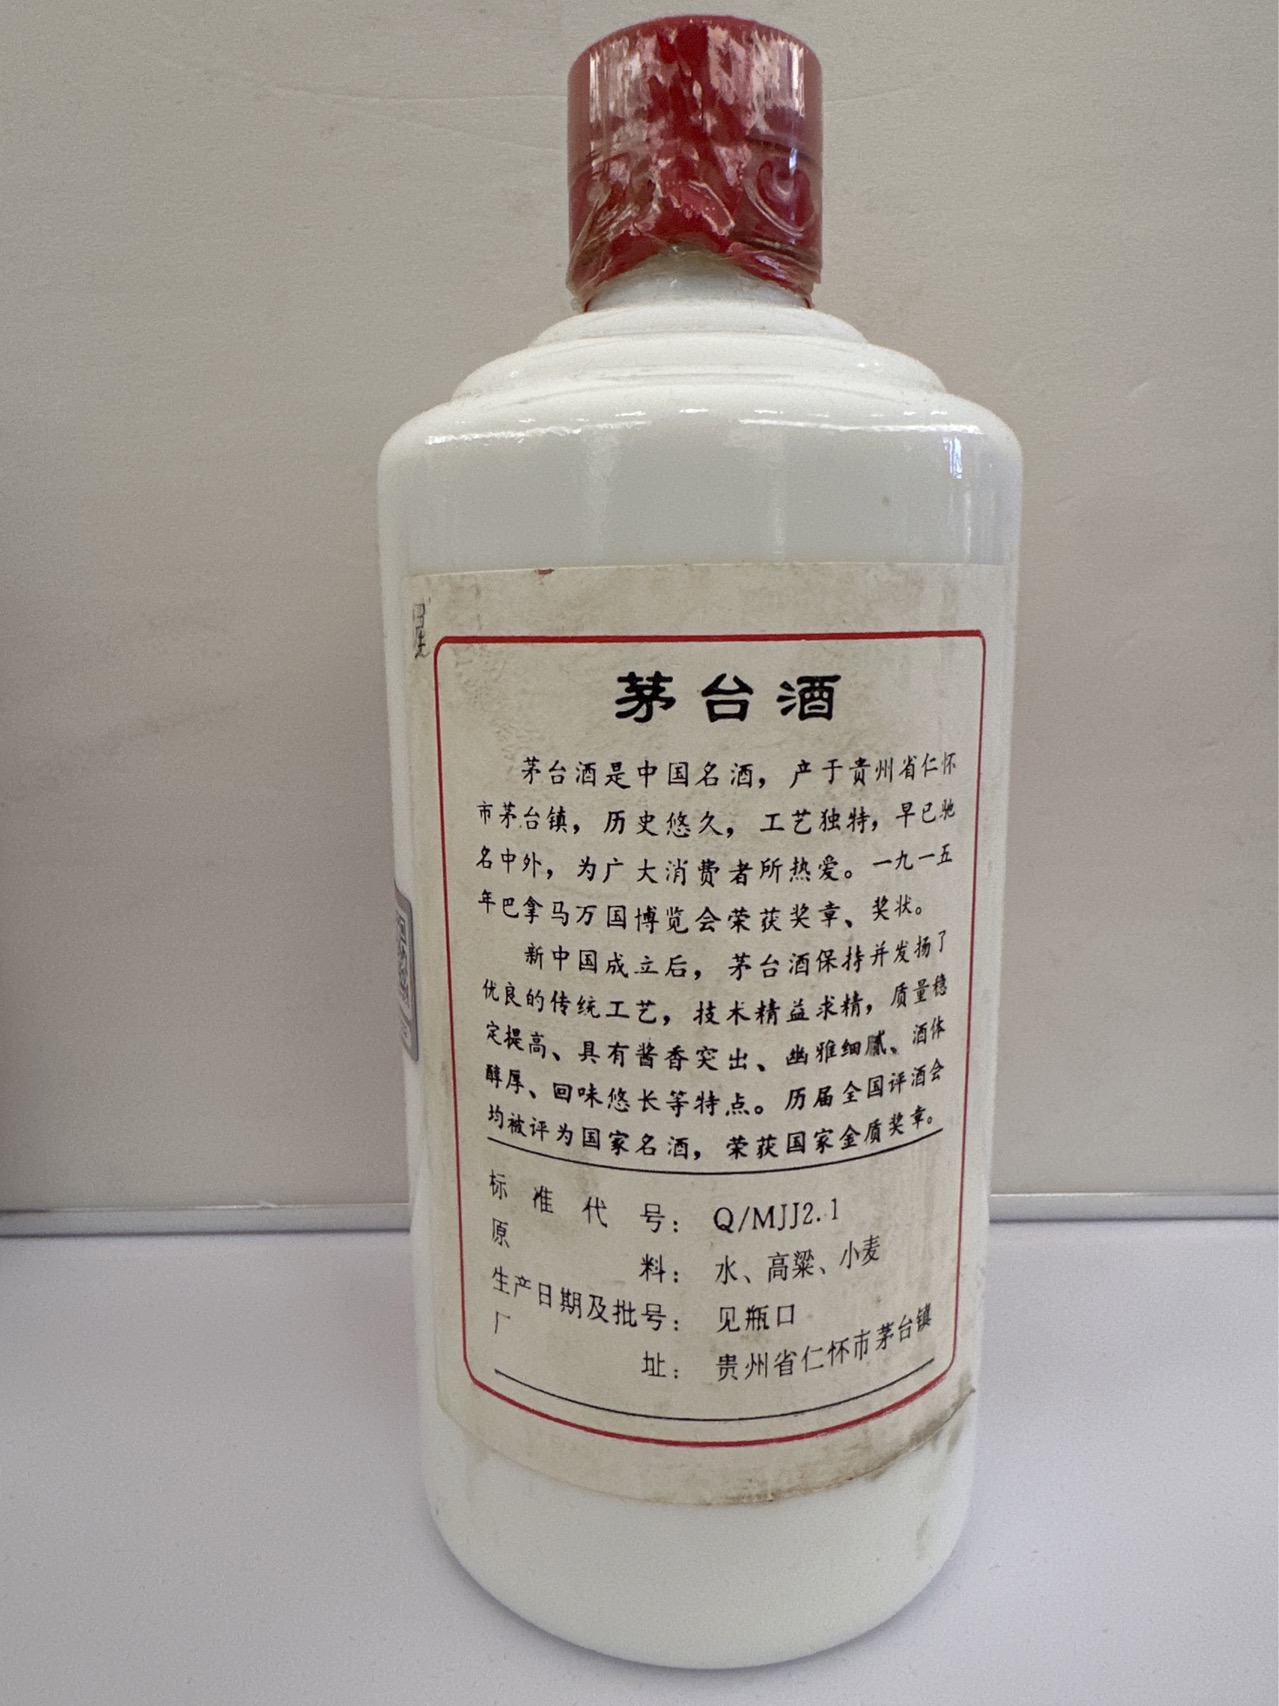 茅台酒
茅台酒是中国名酒，产于贵州省仁怀
市茅台镇，历史悠久，工艺独特，早已驰
名中外，为广大消费者所热爱。一九一五
年巴拿马万国博览会荣获奖章、奖状。
新中国成立后，茅台酒保持并发扬了
优良的传统工艺，技术精益求精，质量稳
定提高、具有酱香突出、幽雅细腻、酒体
醇厚、回味悠长等特点。历届全国评酒会
均被评为国家名酒，荣获国家金质奖章。
标准代号：Q/MJJ2.1
原料：水、高粱、小麦
生产日期及批号：见瓶口
厂址：贵州省仁怀市茅台镇